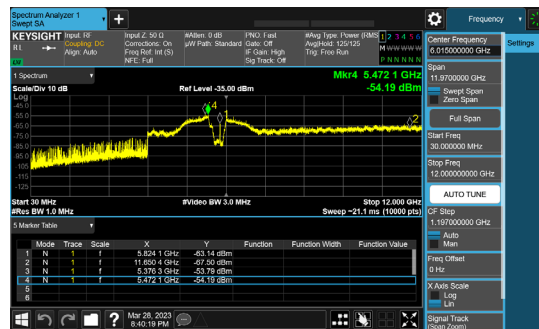 Spectrum Analyzer 1
Swept SA
Frequency
KEYSIGHT
Input: RF
Input Z: 50 Ω
#Atten: 0 dB
PNO: Fast
#Avg Type: Power (RMS
1 2 3 4 5 6
RL
Coupling: DC
Corrections: On
µW Path: Standard
Gate: Off
Avg|Hold: 125/125
M W W W W W
Align: Auto
Freq Ref: Int (S)
IF Gain: High
Trig: Free Run
NFE: Full
Sig Track: Off
P N N N N N
LW
Center Frequency
6.015000000 GHz
Settings
1 Spectrum
Mkr4 5.472 1 GHz
Scale/Div 10 dB
Ref Level -35.00 dBm
-54.19 dBm
Span
11.9700000 GHz
Swept Span
Zero Span
Log
-45.0
-55.0
-65.0
-75.0
-85.0
-95.0
-105
-115
-125
4
2
Full Span
Start Freq
30.000000 MHz
Stop Freq
12.000000000 GHz
AUTO TUNE
Start 30 MHz
#Video BW 3.0 MHz
Stop 12.000 GHz
#Res BW 1.0 MHz
Sweep ~21.1 ms (10000 pts)
CF Step
1.197000000 GHz
Auto
Man
5 Marker Table
Mode Trace Scale X Y Function Function Width Function Value
1 N 1 f 5.824 1 GHz -63.14 dBm
2 N 1 f 11.650 4 GHz -67.50 dBm
3 N 1 f 5.376 3 GHz -53.79 dBm
4 N 1 f 5.472 1 GHz -54.19 dBm
5
6
Freq Offset
0 Hz
X Axis Scale
Log
Lin
Signal Track
(Span Zoom)
?
Mar 28, 2023
8:40:19 PM